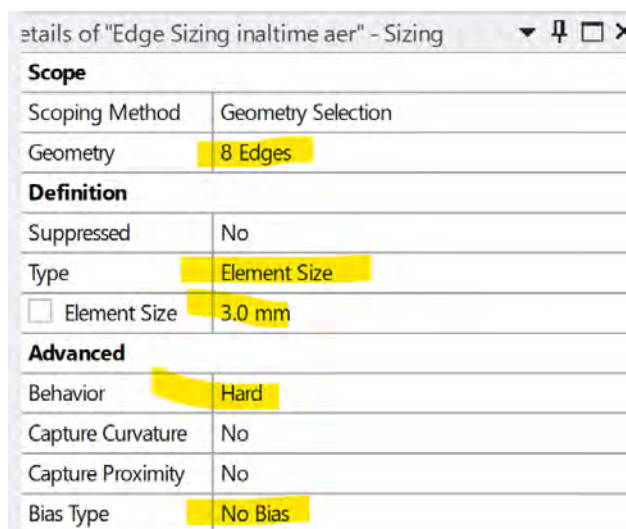 etails of "Edge Sizing inaltime aer" - Sizing
Scope
Scoping Method Geometry Selection
Geometry 8 Edges
Definition
Suppressed No
Type Element Size
Element Size 3.0 mm
Advanced
Behavior Hard
Capture Curvature No
Capture Proximity No
Bias Type No Bias